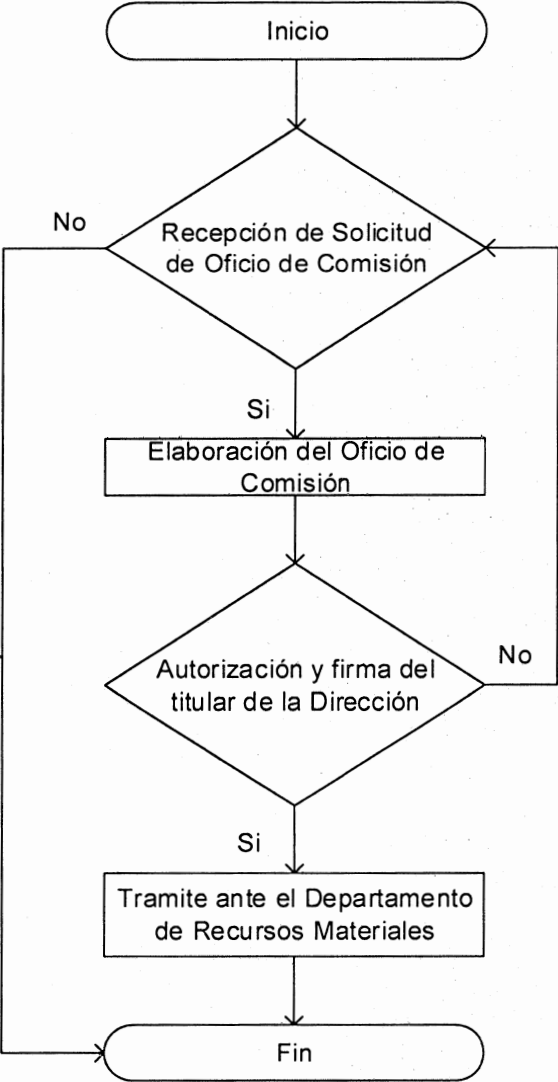 Inicio
No
Recepción de Solicitud
de Oficio de Comisión
Si
Elaboración del Oficio de
Comisión
Autorización y firma del
titular de la Dirección
No
Si
Tramite ante el Departamento
de Recursos Materiales
Fin